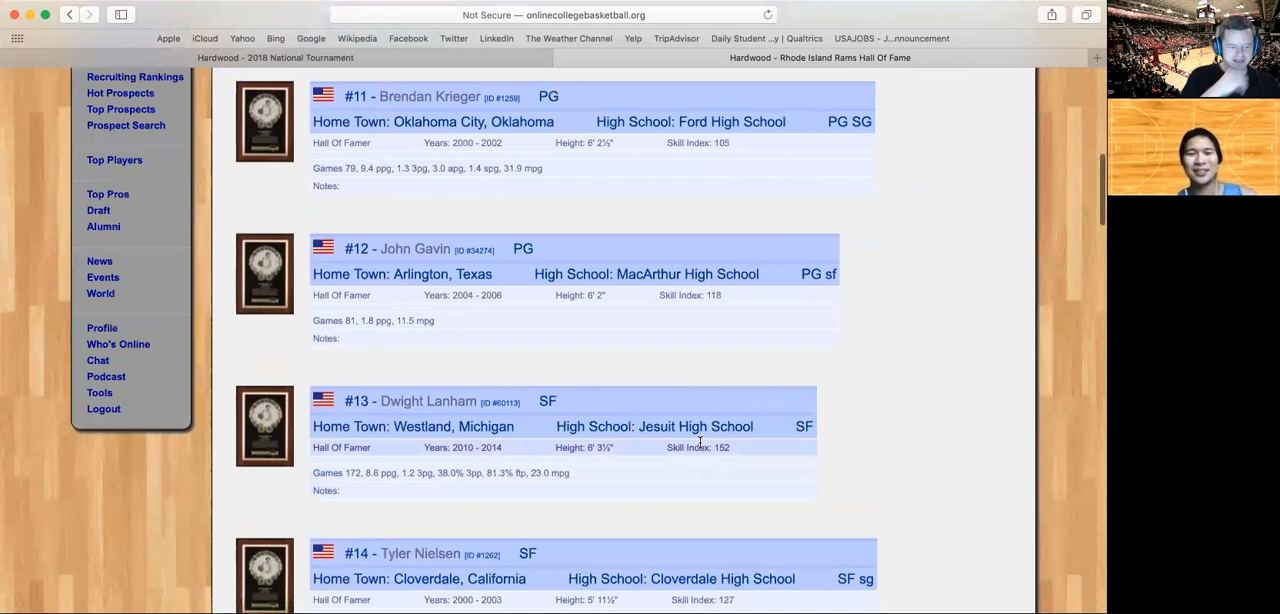 Not Secure — onlinecollegebasketball.org
Apple iCloud Yahoo Bing Google Wikipedia Facebook Twitter LinkedIn The Weather Channel Yelp TripAdvisor Daily Student ...y | Qualtrics USAJOBS - J...nnouncement
Hardwood - 2018 National Tournament
Hardwood - Rhode Island Rams Hall Of Fame
Recruiting Rankings
Hot Prospects
Top Prospects
Prospect Search
Top Players
Top Pros
Draft
Alumni
News
Events
World
Profile
Who's Online
Chat
Podcast
Tools
Logout
#11 - Brendan Krieger [ID #1259] PG
Home Town: Oklahoma City, Oklahoma High School: Ford High School PG SG
Hall Of Famer Years: 2000 - 2002 Height: 6' 2½" Skill Index: 105
Games 79, 9.4 ppg, 1.3 3pg, 3.0 apg, 1.4 spg, 31.9 mpg
Notes:
#12 - John Gavin [ID #34274] PG
Home Town: Arlington, Texas High School: MacArthur High School PG sf
Hall Of Famer Years: 2004 - 2006 Height: 6' 2" Skill Index: 118
Games 81, 1.8 ppg, 11.5 mpg
Notes:
#13 - Dwight Lanham [ID #60113] SF
Home Town: Westland, Michigan High School: Jesuit High School SF
Hall Of Famer Years: 2010 - 2014 Height: 6' 3½" Skill Index: 152
Games 172, 8.6 ppg, 1.2 3pg, 38.0% 3pp, 81.3% ftp, 23.0 mpg
Notes:
#14 - Tyler Nielsen [ID #1262] SF
Home Town: Cloverdale, California High School: Cloverdale High School SF sg
Hall Of Famer Years: 2000 - 2003 Height: 5' 11½" Skill Index: 127